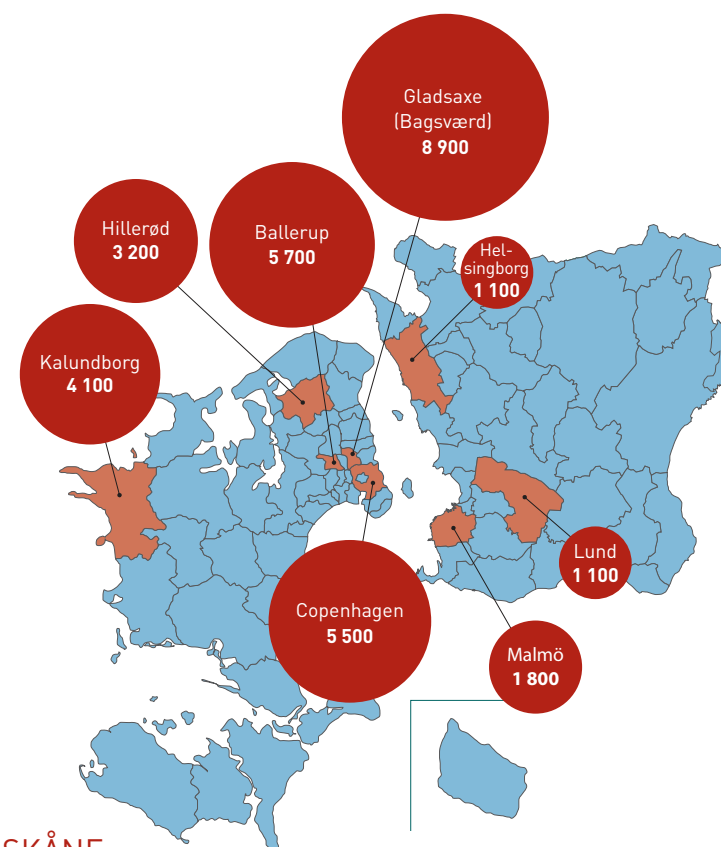 Gladsaxe
(Bagsværd)
8 900
Hillerød
3 200
Ballerup
5 700
Hel-
singborg
1 100
Kalundborg
4 100
Copenhagen
5 500
Lund
1 100
Malmö
1 800
SKÅNE